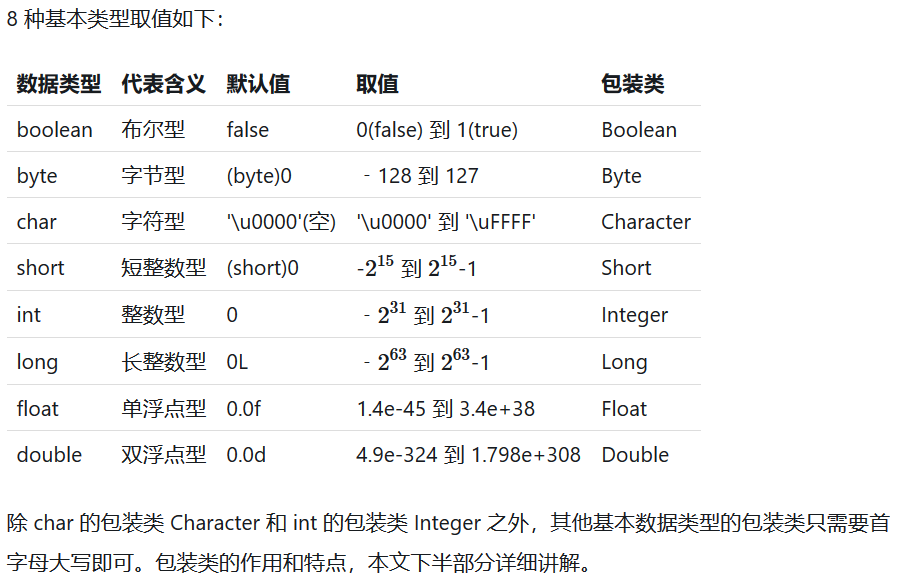 8 种基本类型取值如下：
数据类型 代表含义 默认值 取值 包装类
boolean 布尔型 false 0(false) 到 1(true) Boolean
byte 字节型 (byte)0 ﹣128 到 127 Byte
char 字符型 '\u0000'(空) '\u0000' 到 '\uFFFF' Character
short 短整数型 (short)0 -2^15 到 2^15-1 Short
int 整数型 0 ﹣2^31 到 2^31-1 Integer
long 长整数型 0L ﹣2^63 到 2^63-1 Long
float 单浮点型 0.0f 1.4e-45 到 3.4e+38 Float
double 双浮点型 0.0d 4.9e-324 到 1.798e+308 Double
除 char 的包装类 Character 和 int 的包装类 Integer 之外，其他基本数据类型的包装类只需要首
字母大写即可。包装类的作用和特点，本文下半部分详细讲解。